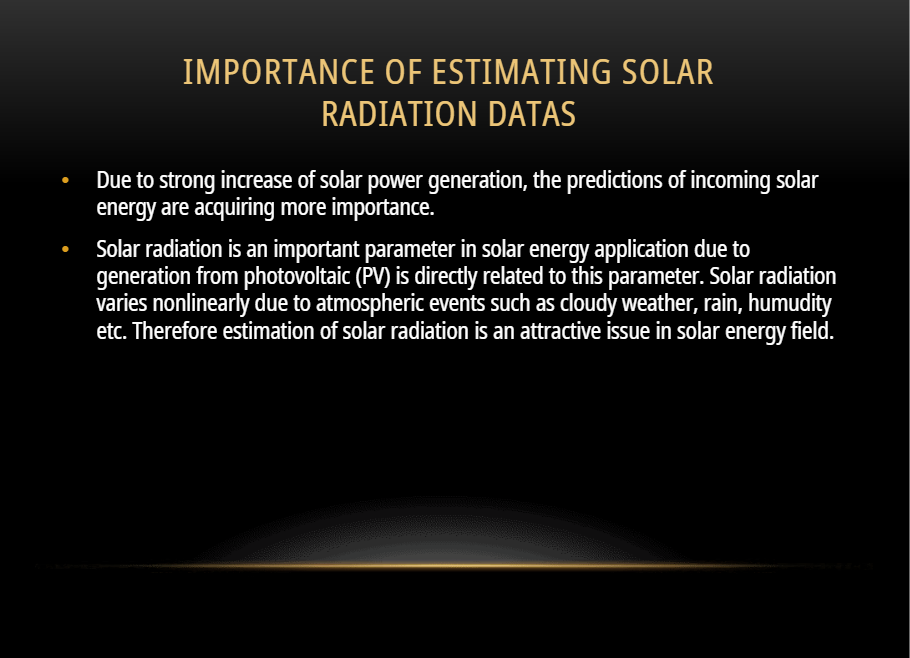 IMPORTANCE OF ESTIMATING SOLAR
RADIATION DATAS
• Due to strong increase of solar power generation, the predictions of incoming solar
energy are acquiring more importance.
• Solar radiation is an important parameter in solar energy application due to
generation from photovoltaic (PV) is directly related to this parameter. Solar radiation
varies nonlinearly due to atmospheric events such as cloudy weather, rain, humudity
etc. Therefore estimation of solar radiation is an attractive issue in solar energy field.